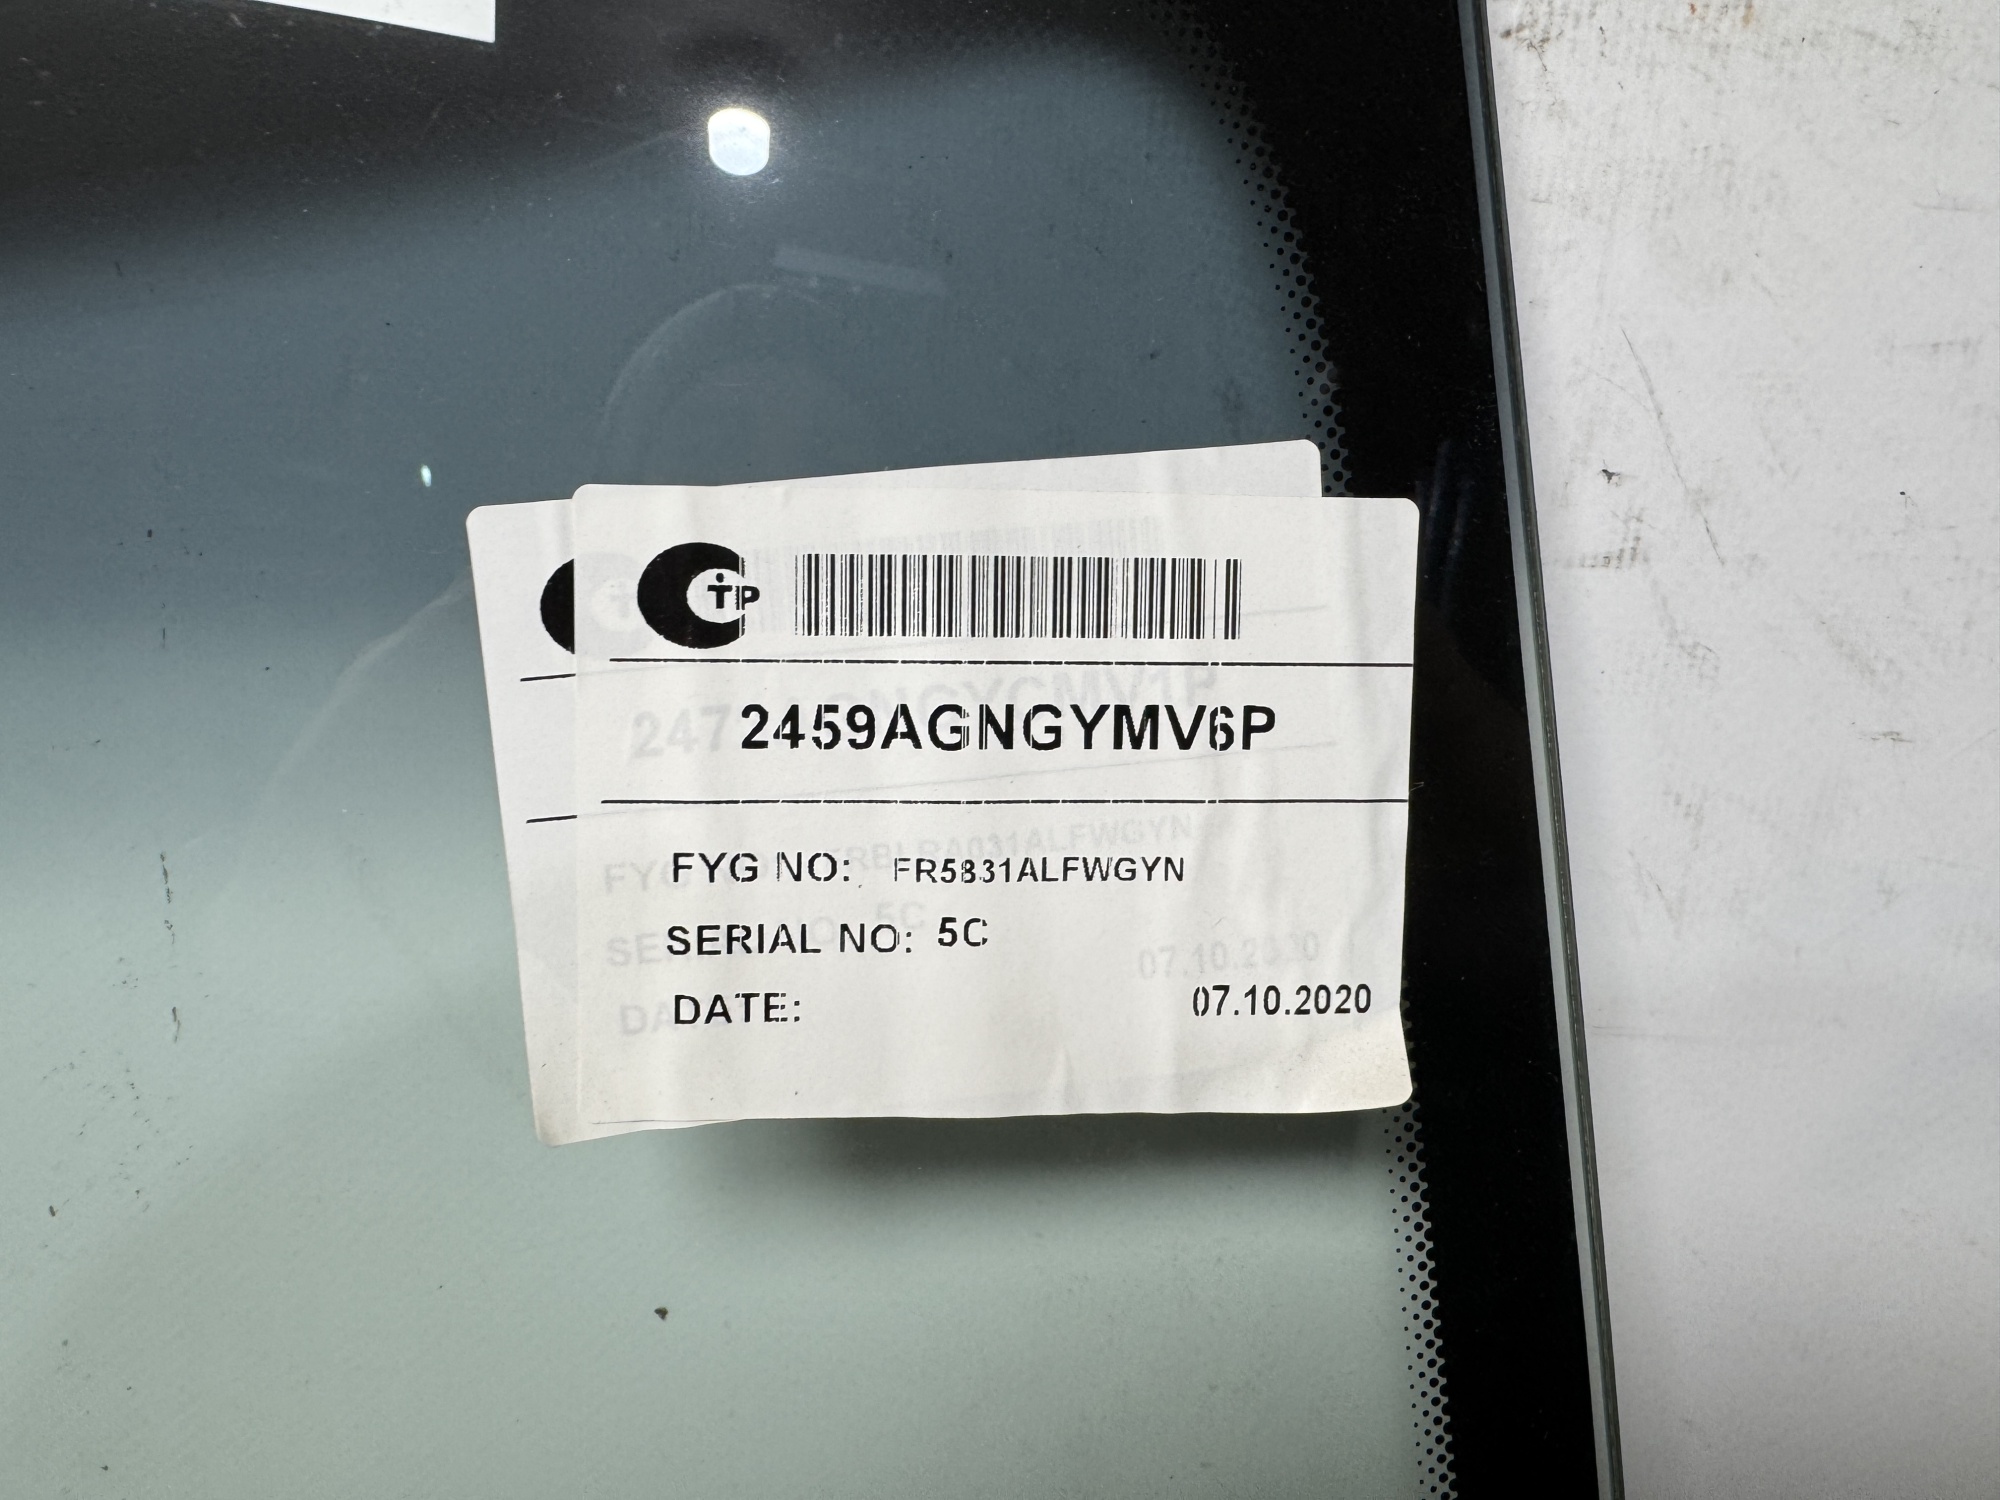 TP
2459AGNGYMV6P
FYG NO: FR5831ALFWGYN
SERIAL NO: 5C
DATE: 07.10.2020